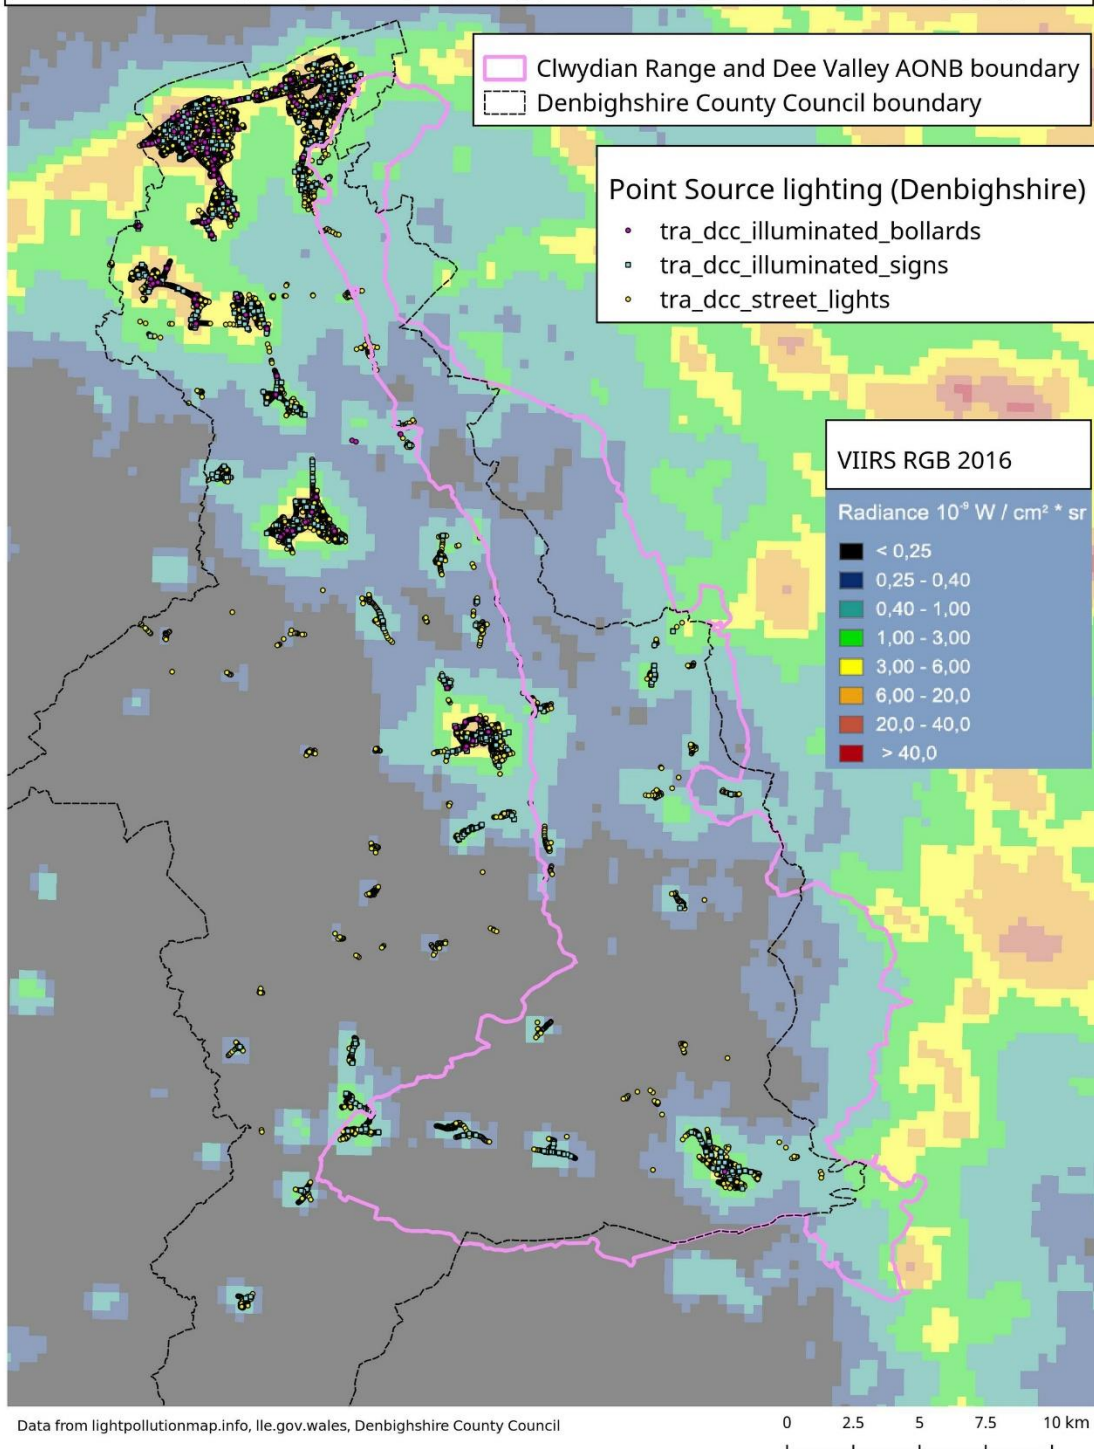 Clwydian Range and Dee Valley AONB boundary
Denbighshire County Council boundary
Point Source lighting (Denbighshire)
tra_dcc_illuminated_bollards
tra_dcc_illuminated_signs
tra_dcc_street_lights
VIIRS RGB 2016
Radiance 10⁻⁹ W / cm² * sr
< 0,25
0,25 - 0,40
0,40 - 1,00
1,00 - 3,00
3,00 - 6,00
6,00 - 20,0
20,0 - 40,0
> 40,0
Data from lightpollutionmap.info, lle.gov.wales, Denbighshire County Council
0 2.5 5 7.5 10 km